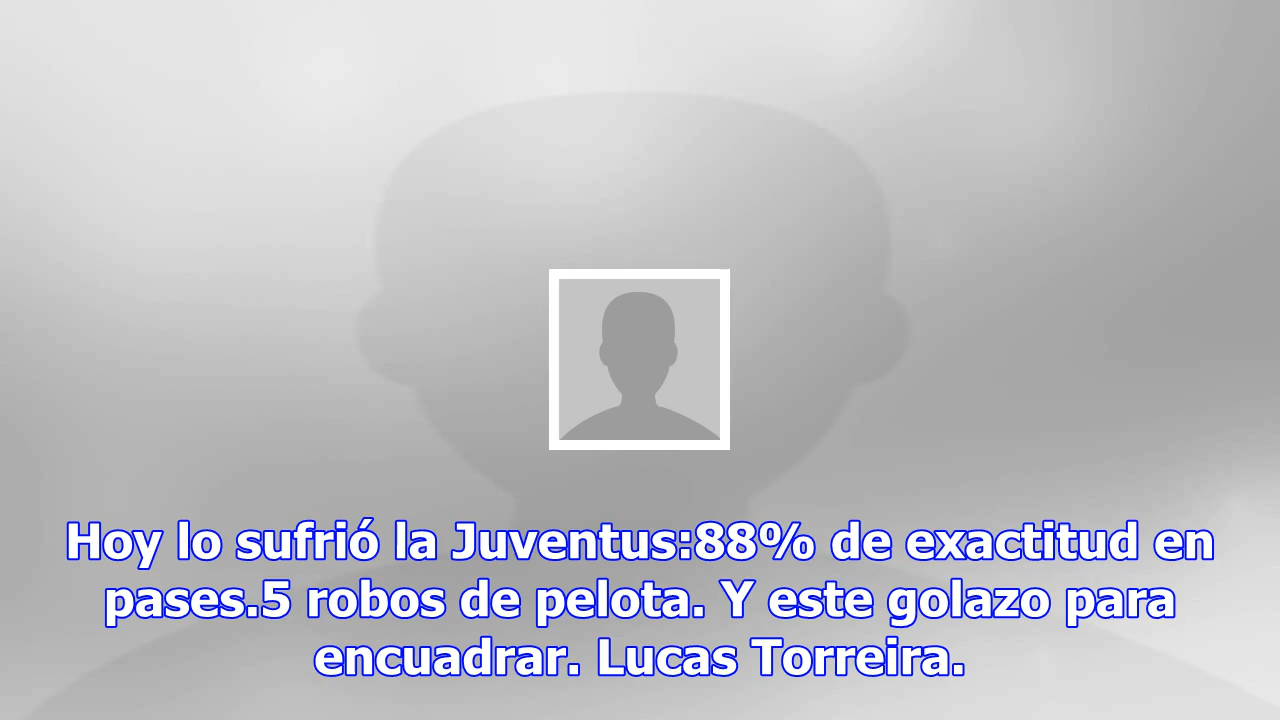 Hoy lo sufrió la Juventus:88% de exactitud en
pases.5 robos de pelota. Y este golazo para
encuadrar. Lucas Torreira.